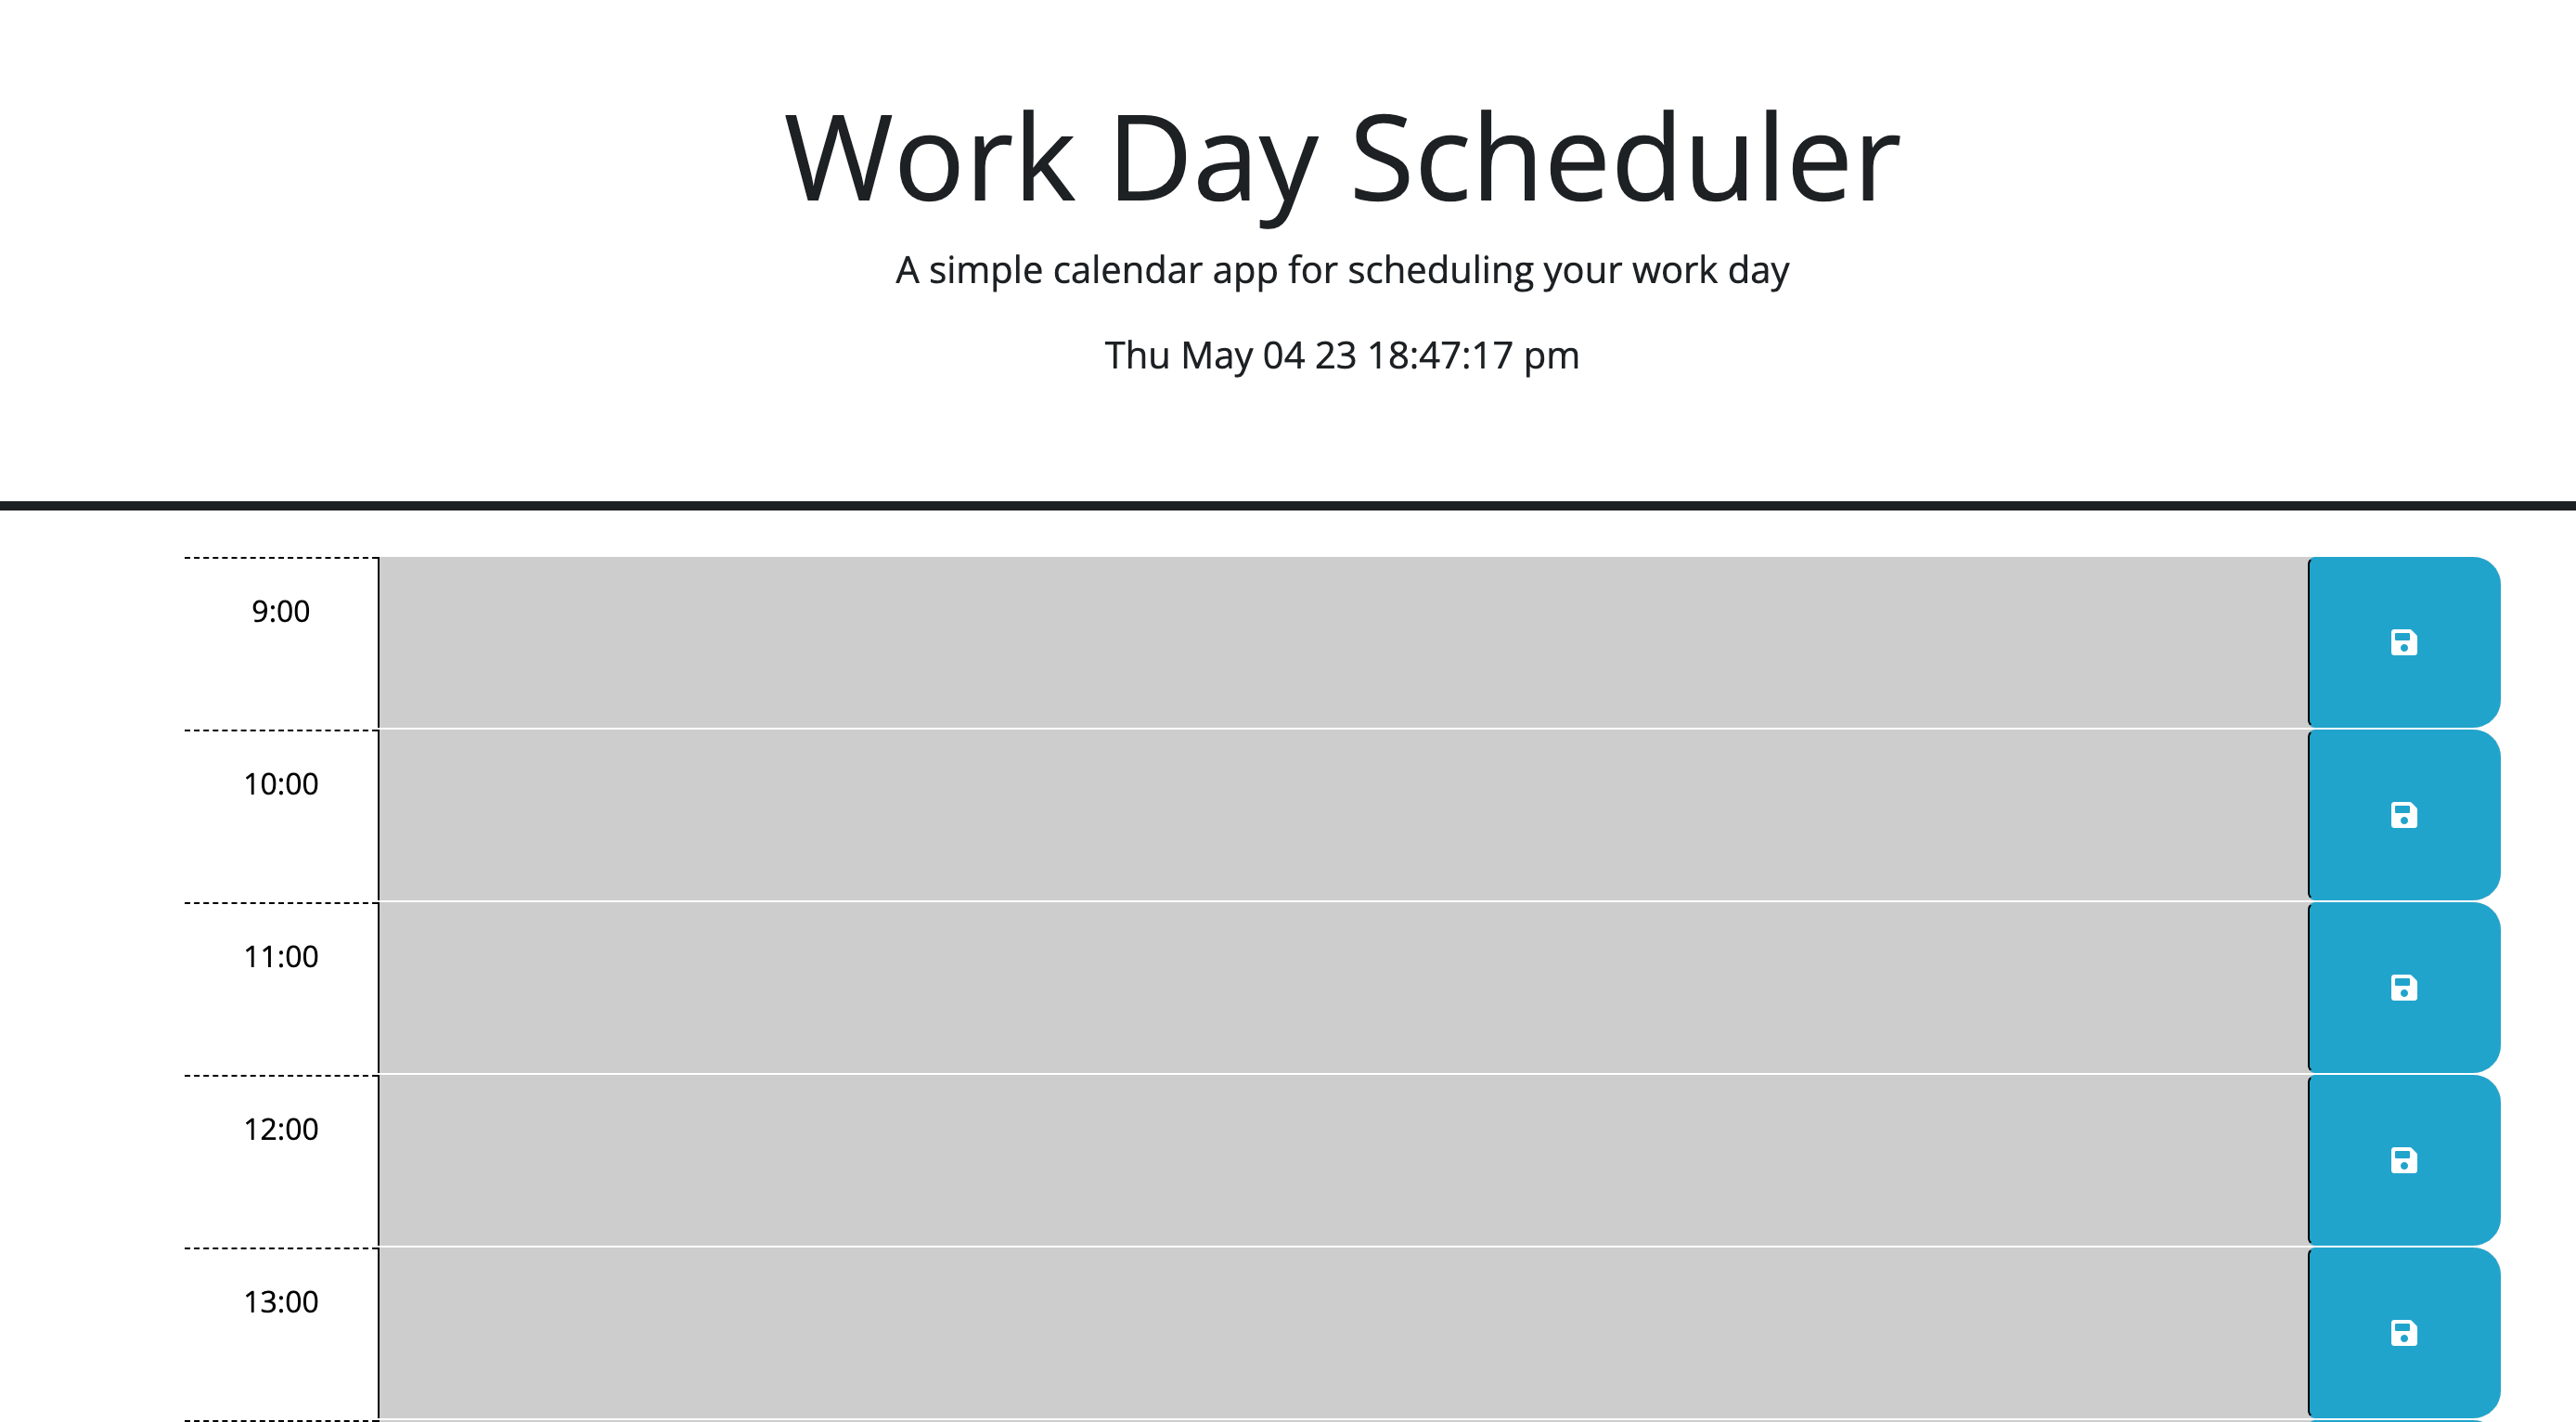 Work Day Scheduler
A simple calendar app for scheduling your work day
Thu May 04 23 18:47:17 pm
9:00
10:00
11:00
12:00
13:00